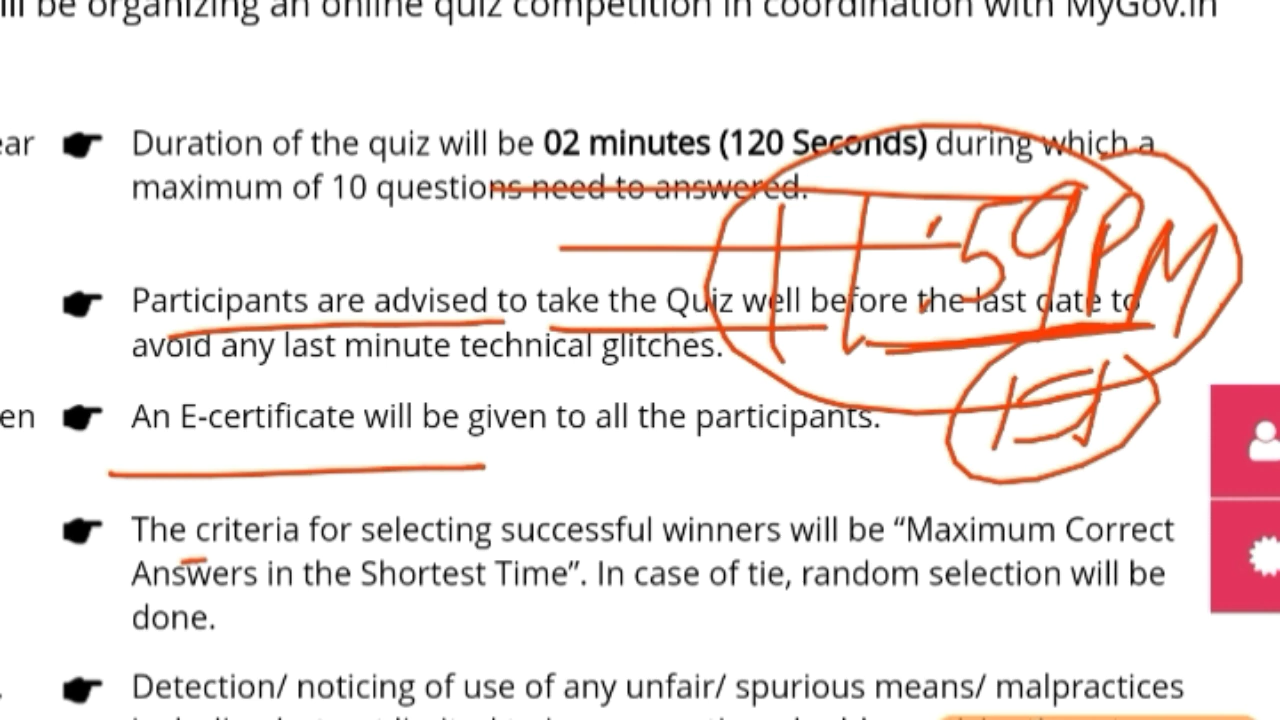 ill be organizing an online quiz competition in coordination with MyGov.in
ear
Duration of the quiz will be 02 minutes (120 Seconds) during which a
maximum of 10 questions need to answered.
11:59PM
Participants are advised to take the Quiz well before the last date to
avoid any last minute technical glitches.
en
An E-certificate will be given to all the participants.
The criteria for selecting successful winners will be “Maximum Correct
Answers in the Shortest Time”. In case of tie, random selection will be
done.
Detection/ noticing of use of any unfair/ spurious means/ malpractices